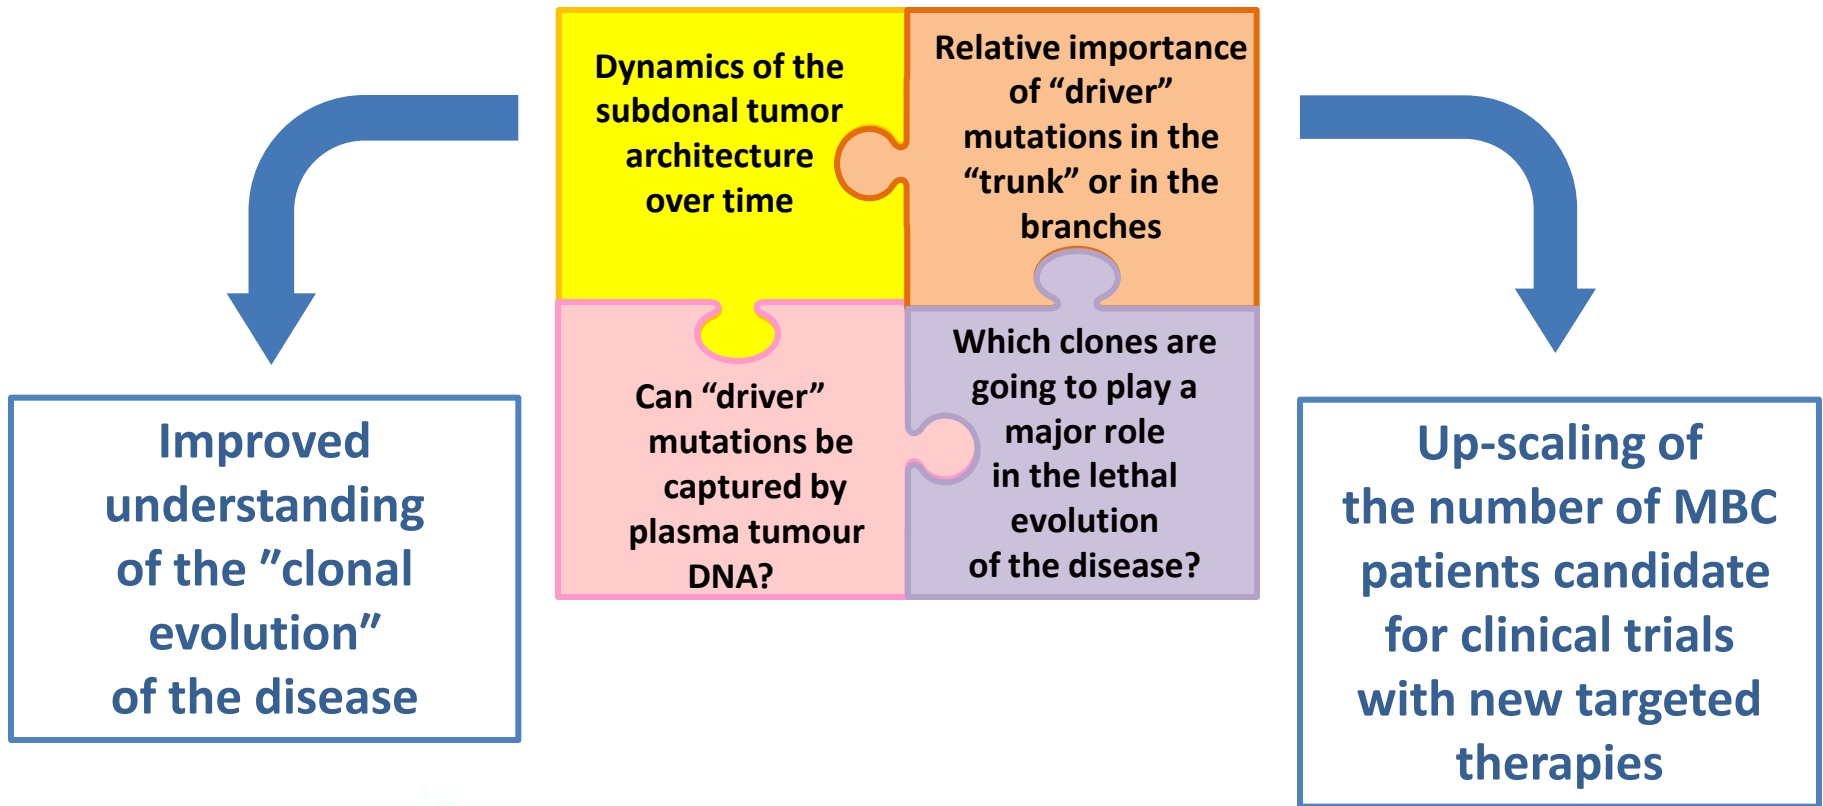 Dynamics of the
subdonal tumor
architecture
over time
Relative importance
of “driver”
mutations in the
“trunk” or in the
branches
Can “driver”
mutations be
captured by
plasma tumour
DNA?
Which clones are
going to play a
major role
in the lethal
evolution
of the disease?
Improved
understanding
of the ″clonal
evolution″
of the disease
Up-scaling of
the number of MBC
patients candidate
for clinical trials
with new targeted
therapies